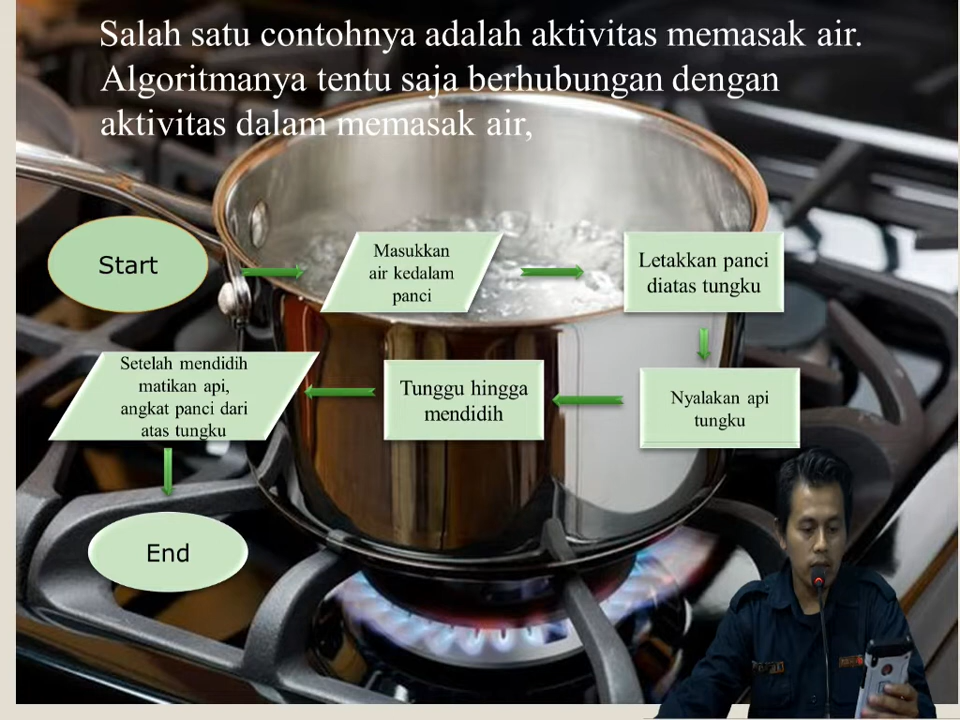 Salah satu contohnya adalah aktivitas memasak air.
Algoritmanya tentu saja berhubungan dengan
aktivitas dalam memasak air,
Start
Masukkan
air kedalam
panci
Letakkan panci
diatas tungku
Nyalakan api
tungku
Tunggu hingga
mendidih
Setelah mendidih
matikan api,
angkat panci dari
atas tungku
End